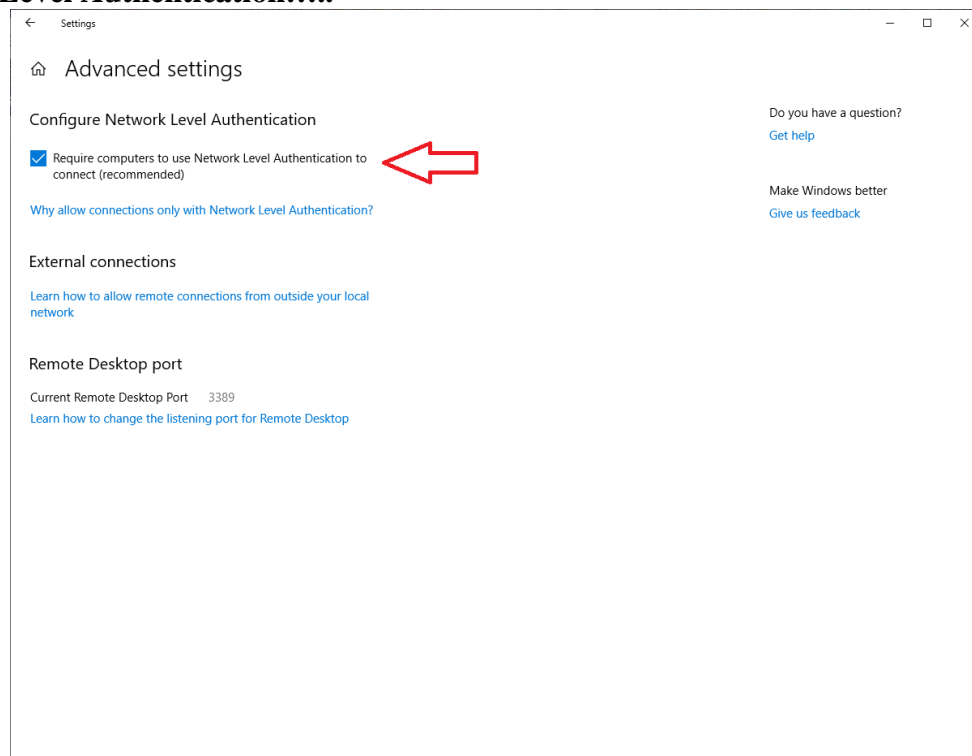 Level Authentication.....
Settings
Advanced settings
Configure Network Level Authentication
Require computers to use Network Level Authentication to
connect (recommended)
Why allow connections only with Network Level Authentication?
External connections
Learn how to allow remote connections from outside your local
network
Remote Desktop port
Current Remote Desktop Port 3389
Learn how to change the listening port for Remote Desktop
Do you have a question?
Get help
Make Windows better
Give us feedback